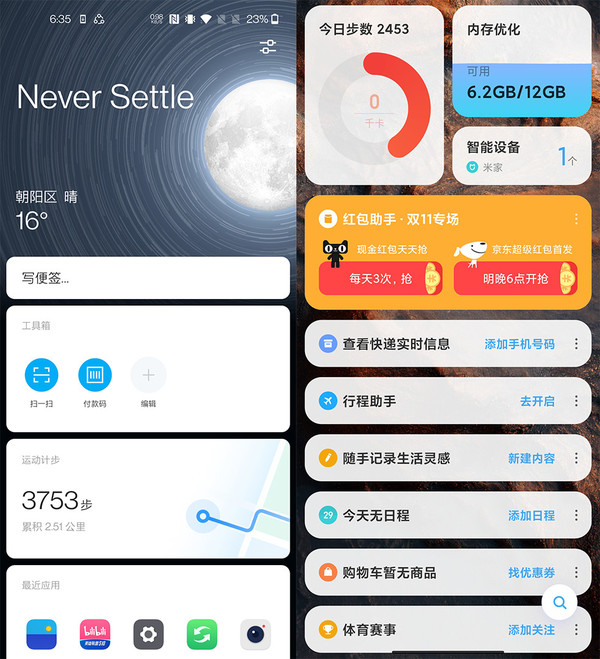 6:35
0.98
KB/S
23%
Never Settle
朝阳区 晴
16°
写便签...
工具箱
扫一扫
付款码
编辑
运动计步
3753步
累积 2.51 公里
最近应用
bilibili
今日步数 2453
0
千卡
内存优化
可用
6.2GB/12GB
智能设备
米家
1个
红包助手 · 双11专场
现金红包天天抢
每天3次，抢
京东超级红包首发
明晚6点开抢
查看快递实时信息
添加手机号码
行程助手
去开启
随手记录生活灵感
新建内容
29
今天无日程
添加日程
购物车暂无商品
找优惠券
体育赛事
添加关注